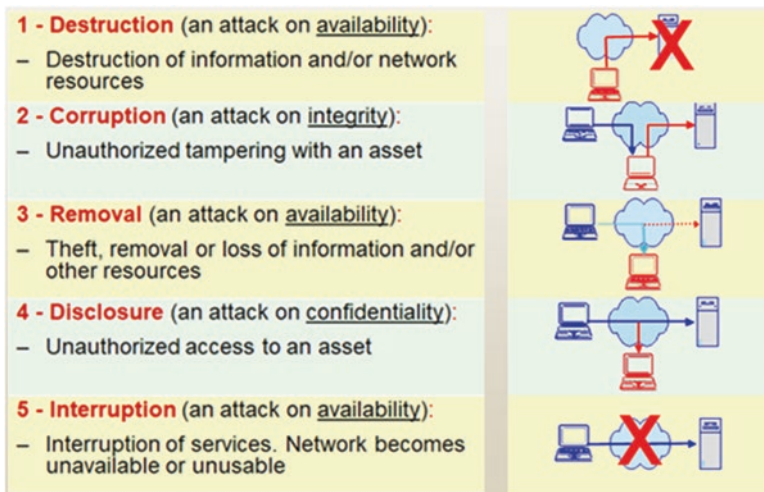 1 - Destruction (an attack on availability):
– Destruction of information and/or network
resources
2 - Corruption (an attack on integrity):
– Unauthorized tampering with an asset
3 - Removal (an attack on availability):
– Theft, removal or loss of information and/or
other resources
4 - Disclosure (an attack on confidentiality):
– Unauthorized access to an asset
5 - Interruption (an attack on availability):
– Interruption of services. Network becomes
unavailable or unusable